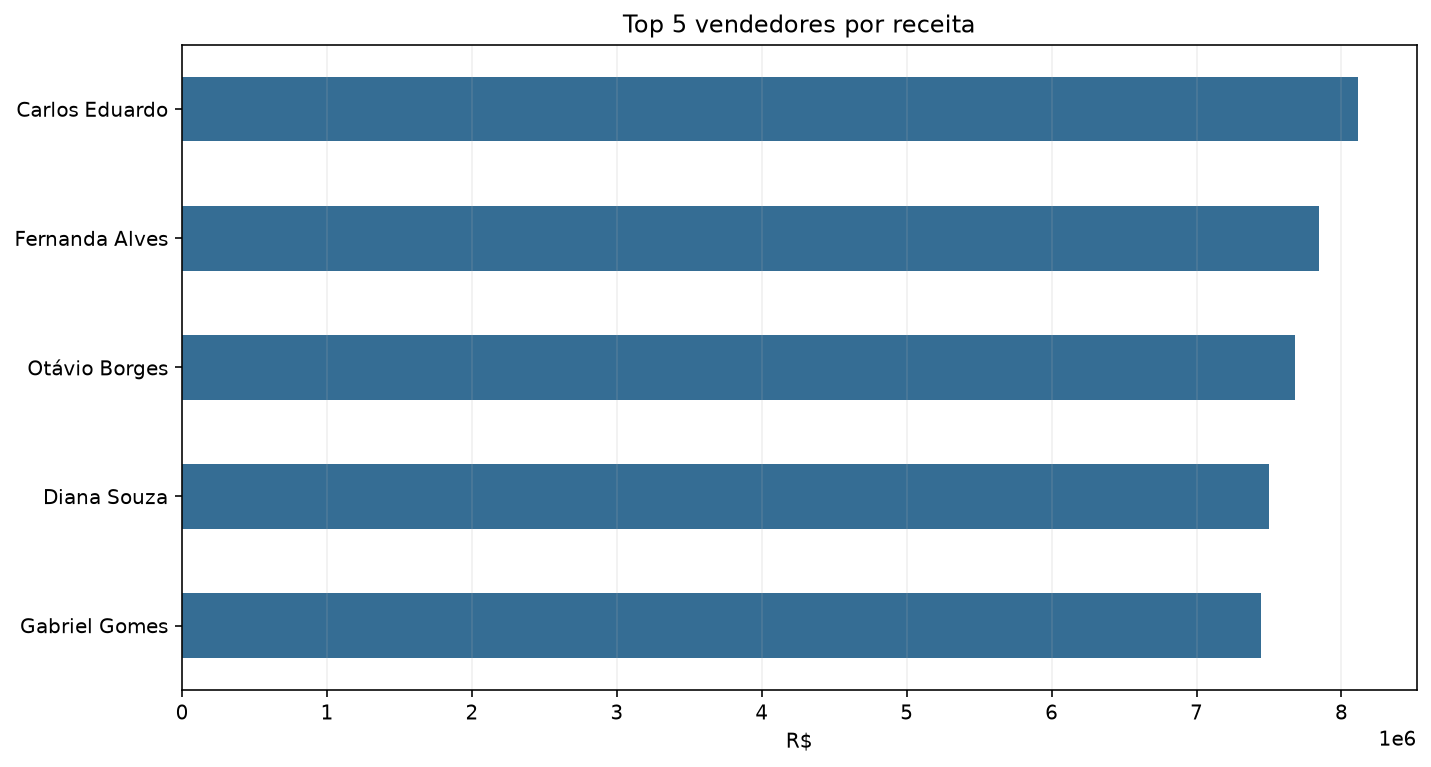 Top 5 vendedores por receita
Carlos Eduardo
Fernanda Alves
Otávio Borges
Diana Souza
Gabriel Gomes
0 1 2 3 4 5 6 7 8
R$
1e6